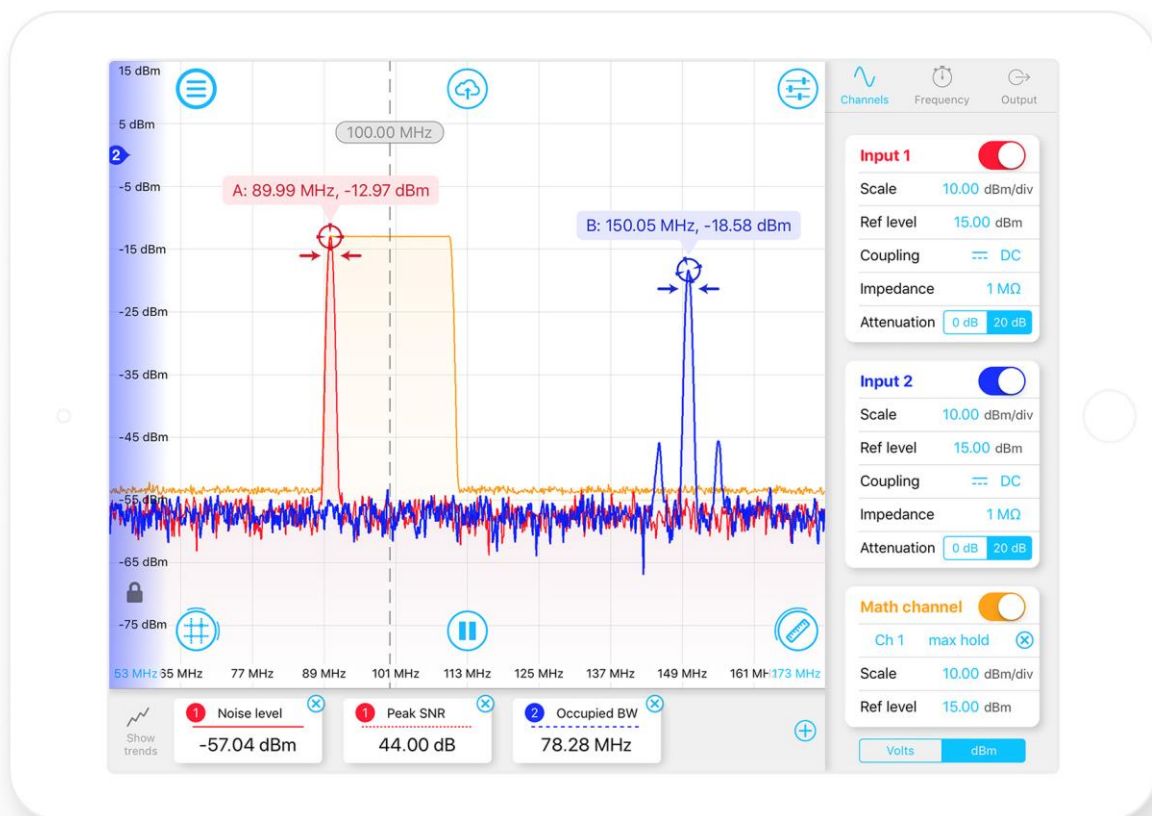 15 dBm
5 dBm
2
-5 dBm
-15 dBm
-25 dBm
-35 dBm
-45 dBm
-55 dBm
-65 dBm
-75 dBm
100.00 MHz
A: 89.99 MHz, -12.97 dBm
B: 150.05 MHz, -18.58 dBm
53 MHz 65 MHz 77 MHz 89 MHz 101 MHz 113 MHz 125 MHz 137 MHz 149 MHz 161 MH 173 MHz
Show
trends
1 Noise level
-57.04 dBm
1 Peak SNR
44.00 dB
2 Occupied BW
78.28 MHz
Channels Frequency Output
Input 1
Scale 10.00 dBm/div
Ref level 15.00 dBm
Coupling DC
Impedance 1 MΩ
Attenuation 0 dB 20 dB
Input 2
Scale 10.00 dBm/div
Ref level 15.00 dBm
Coupling DC
Impedance 1 MΩ
Attenuation 0 dB 20 dB
Math channel
Ch 1 max hold
Scale 10.00 dBm/div
Ref level 15.00 dBm
Volts dBm